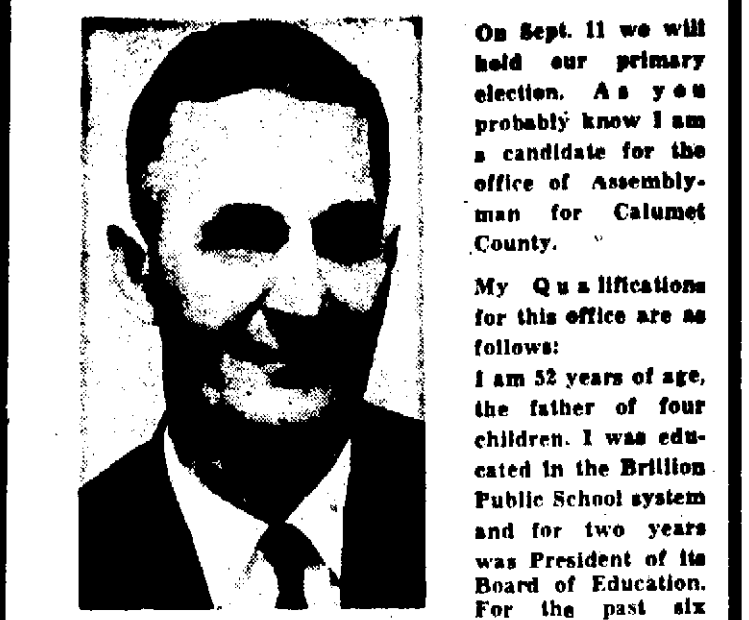 On Sept. 11 we will
hold our primary
election. As you
probably know I am
a candidate for the
office of Assembly-
man for Calumet
County.
My Qualifications
for this office are as
follows:
I am 52 years of age,
the father of four
children. I was edu-
cated in the Brillion
Public School system
and for two years
was President of its
Board of Education.
For the past six